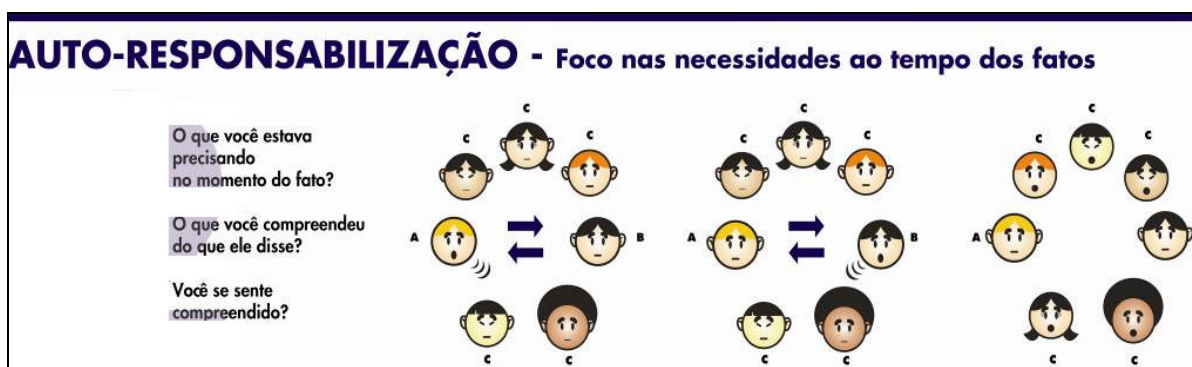 AUTO-RESPONSABILIZAÇÃO - Foco nas necessidades ao tempo dos fatos
O que você estava
precisando
no momento do fato?
O que você compreendeu
do que ele disse?
Você se sente
compreendido?
C
C
C
A
B
C
C
C
C
C
A
B
C
C
C
C
C
A
C
C